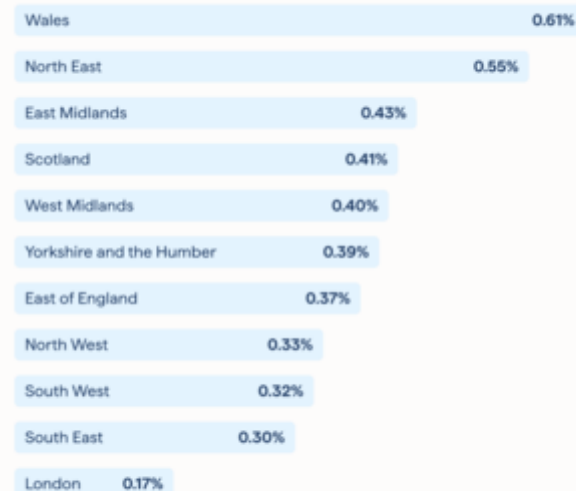 Wales 0.61%
North East 0.55%
East Midlands 0.43%
Scotland 0.41%
West Midlands 0.40%
Yorkshire and the Humber 0.39%
East of England 0.37%
North West 0.33%
South West 0.32%
South East 0.30%
London 0.17%